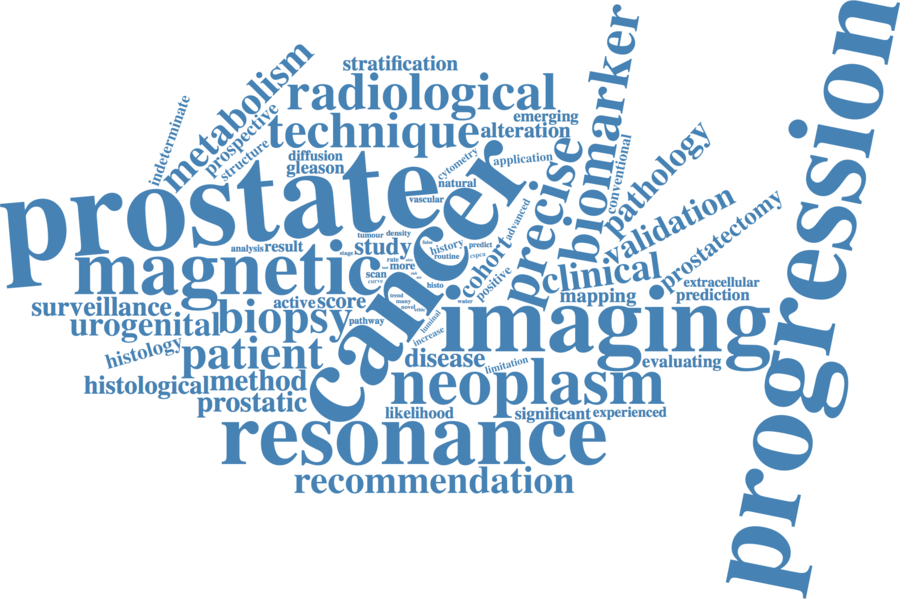 progression
biomarker
stratification
metabolism
radiological
indeterminate
prospective
technique
emerging
alteration
structure
diffusion
gleason
cytometry
application
conventional
pathology
prostate
natural
precise
vascular
advanced
validation
prostatectomy
tumour
density
analysis
result
stage
study
false
history
routine
predict
cspca
cohort
cancer
magnetic
rate
more
scan
curve
histo
positive
clinical
extracellular
mapping
prediction
surveillance
active
score
trend
many
novel
water
urogenital
biopsy
pathway
luminal
increase
imaging
histology
patient
disease
limitation
evaluating
histological
method
neoplasm
prostatic
likelihood
significant
experienced
resonance
recommendation